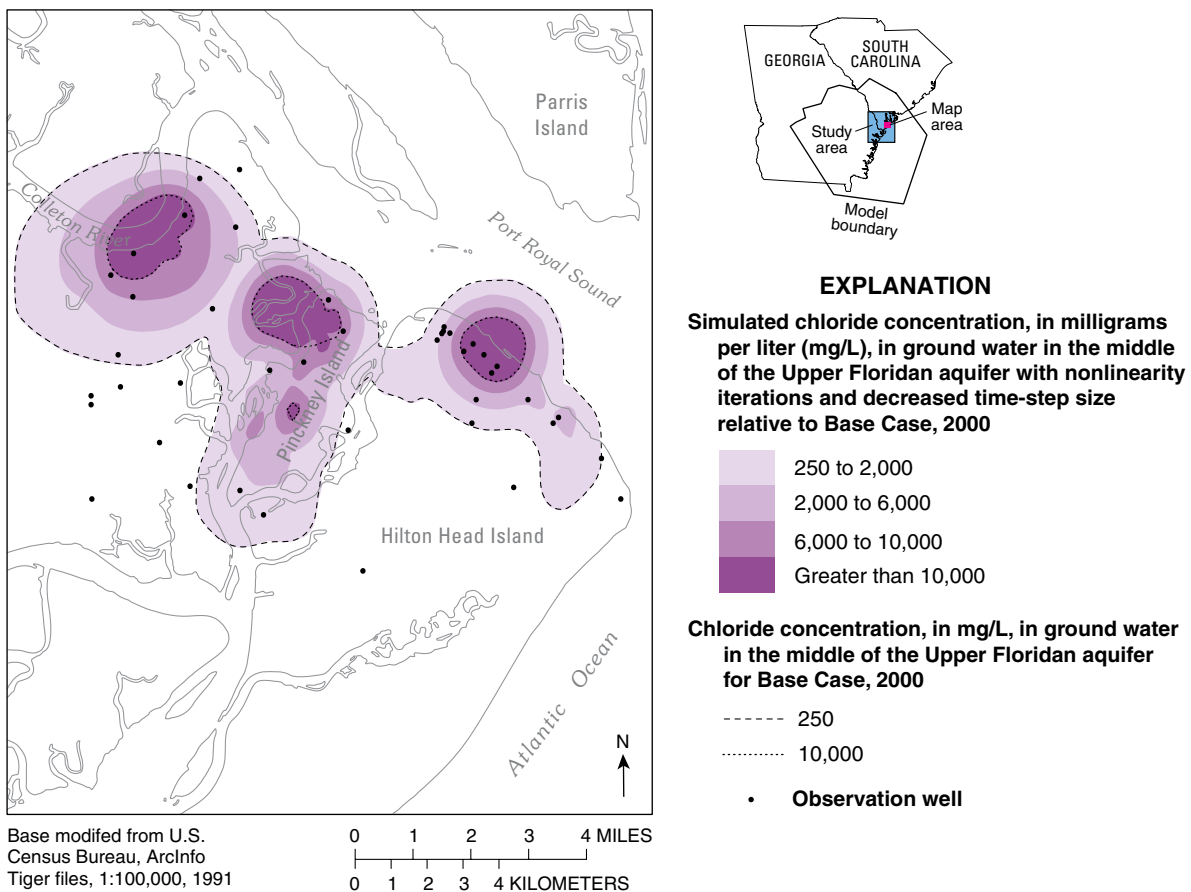 Parris
Island
Colleton River
Port Royal Sound
Pinckney Island
Hilton Head Island
Atlantic Ocean
N
Base modifed from U.S.
Census Bureau, ArcInfo
Tiger files, 1:100,000, 1991
0 1 2 3 4 MILES
0 1 2 3 4 KILOMETERS
GEORGIA
SOUTH
CAROLINA
Study
area
Map
area
Model
boundary
EXPLANATION
Simulated chloride concentration, in milligrams
per liter (mg/L), in ground water in the middle
of the Upper Floridan aquifer with nonlinearity
iterations and decreased time-step size
relative to Base Case, 2000
250 to 2,000
2,000 to 6,000
6,000 to 10,000
Greater than 10,000
Chloride concentration, in mg/L, in ground water
in the middle of the Upper Floridan aquifer
for Base Case, 2000
250
10,000
Observation well